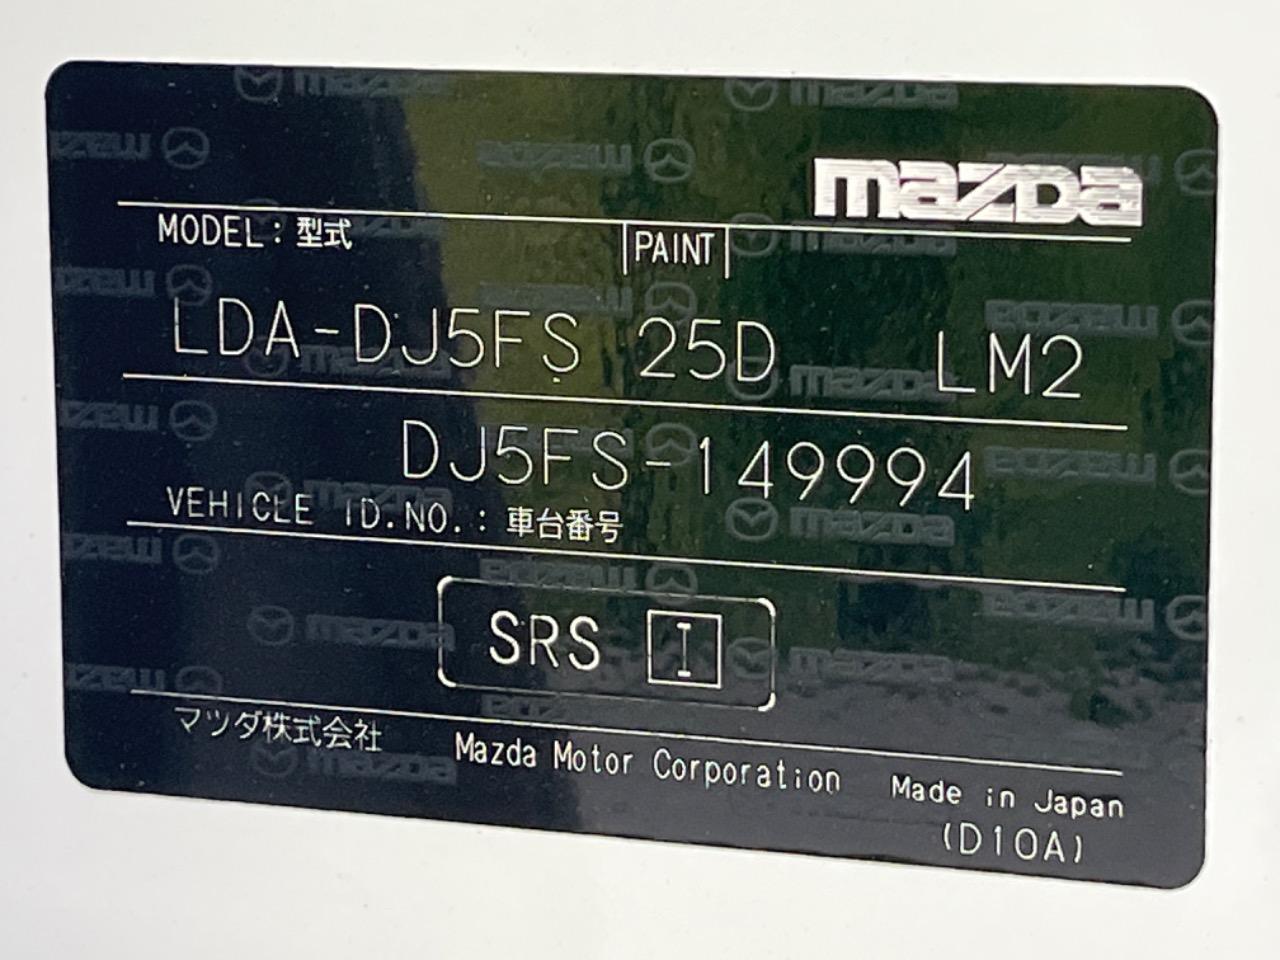 mazda
MODEL：型式 PAINT
LDA-DJ5FS 25D LM2
DJ5FS-149994
VEHICLE ID.NO.：車台番号
SRS I
マツダ株式会社 Mazda Motor Corporation Made in Japan
(D10A)